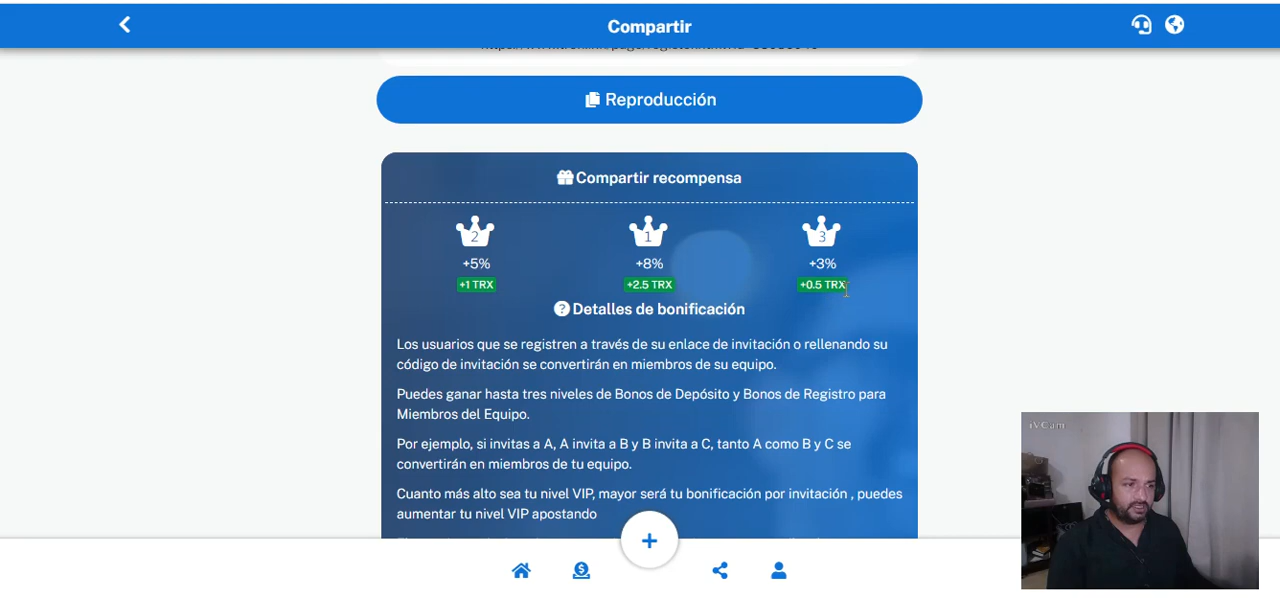 Compartir
Reproducción
Compartir recompensa
2 1 3
+5% +8% +3%
+1 TRX +2.5 TRX +0.5 TRX
Detalles de bonificación
Los usuarios que se registren a través de su enlace de invitación o rellenando su
código de invitación se convertirán en miembros de su equipo.
Puedes ganar hasta tres niveles de Bonos de Depósito y Bonos de Registro para
Miembros del Equipo.
Por ejemplo, si invitas a A, A invita a B y B invita a C, tanto A como B y C se
convertirán en miembros de tu equipo.
Cuanto más alto sea tu nivel VIP, mayor será tu bonificación por invitación , puedes
aumentar tu nivel VIP apostando
iVCam